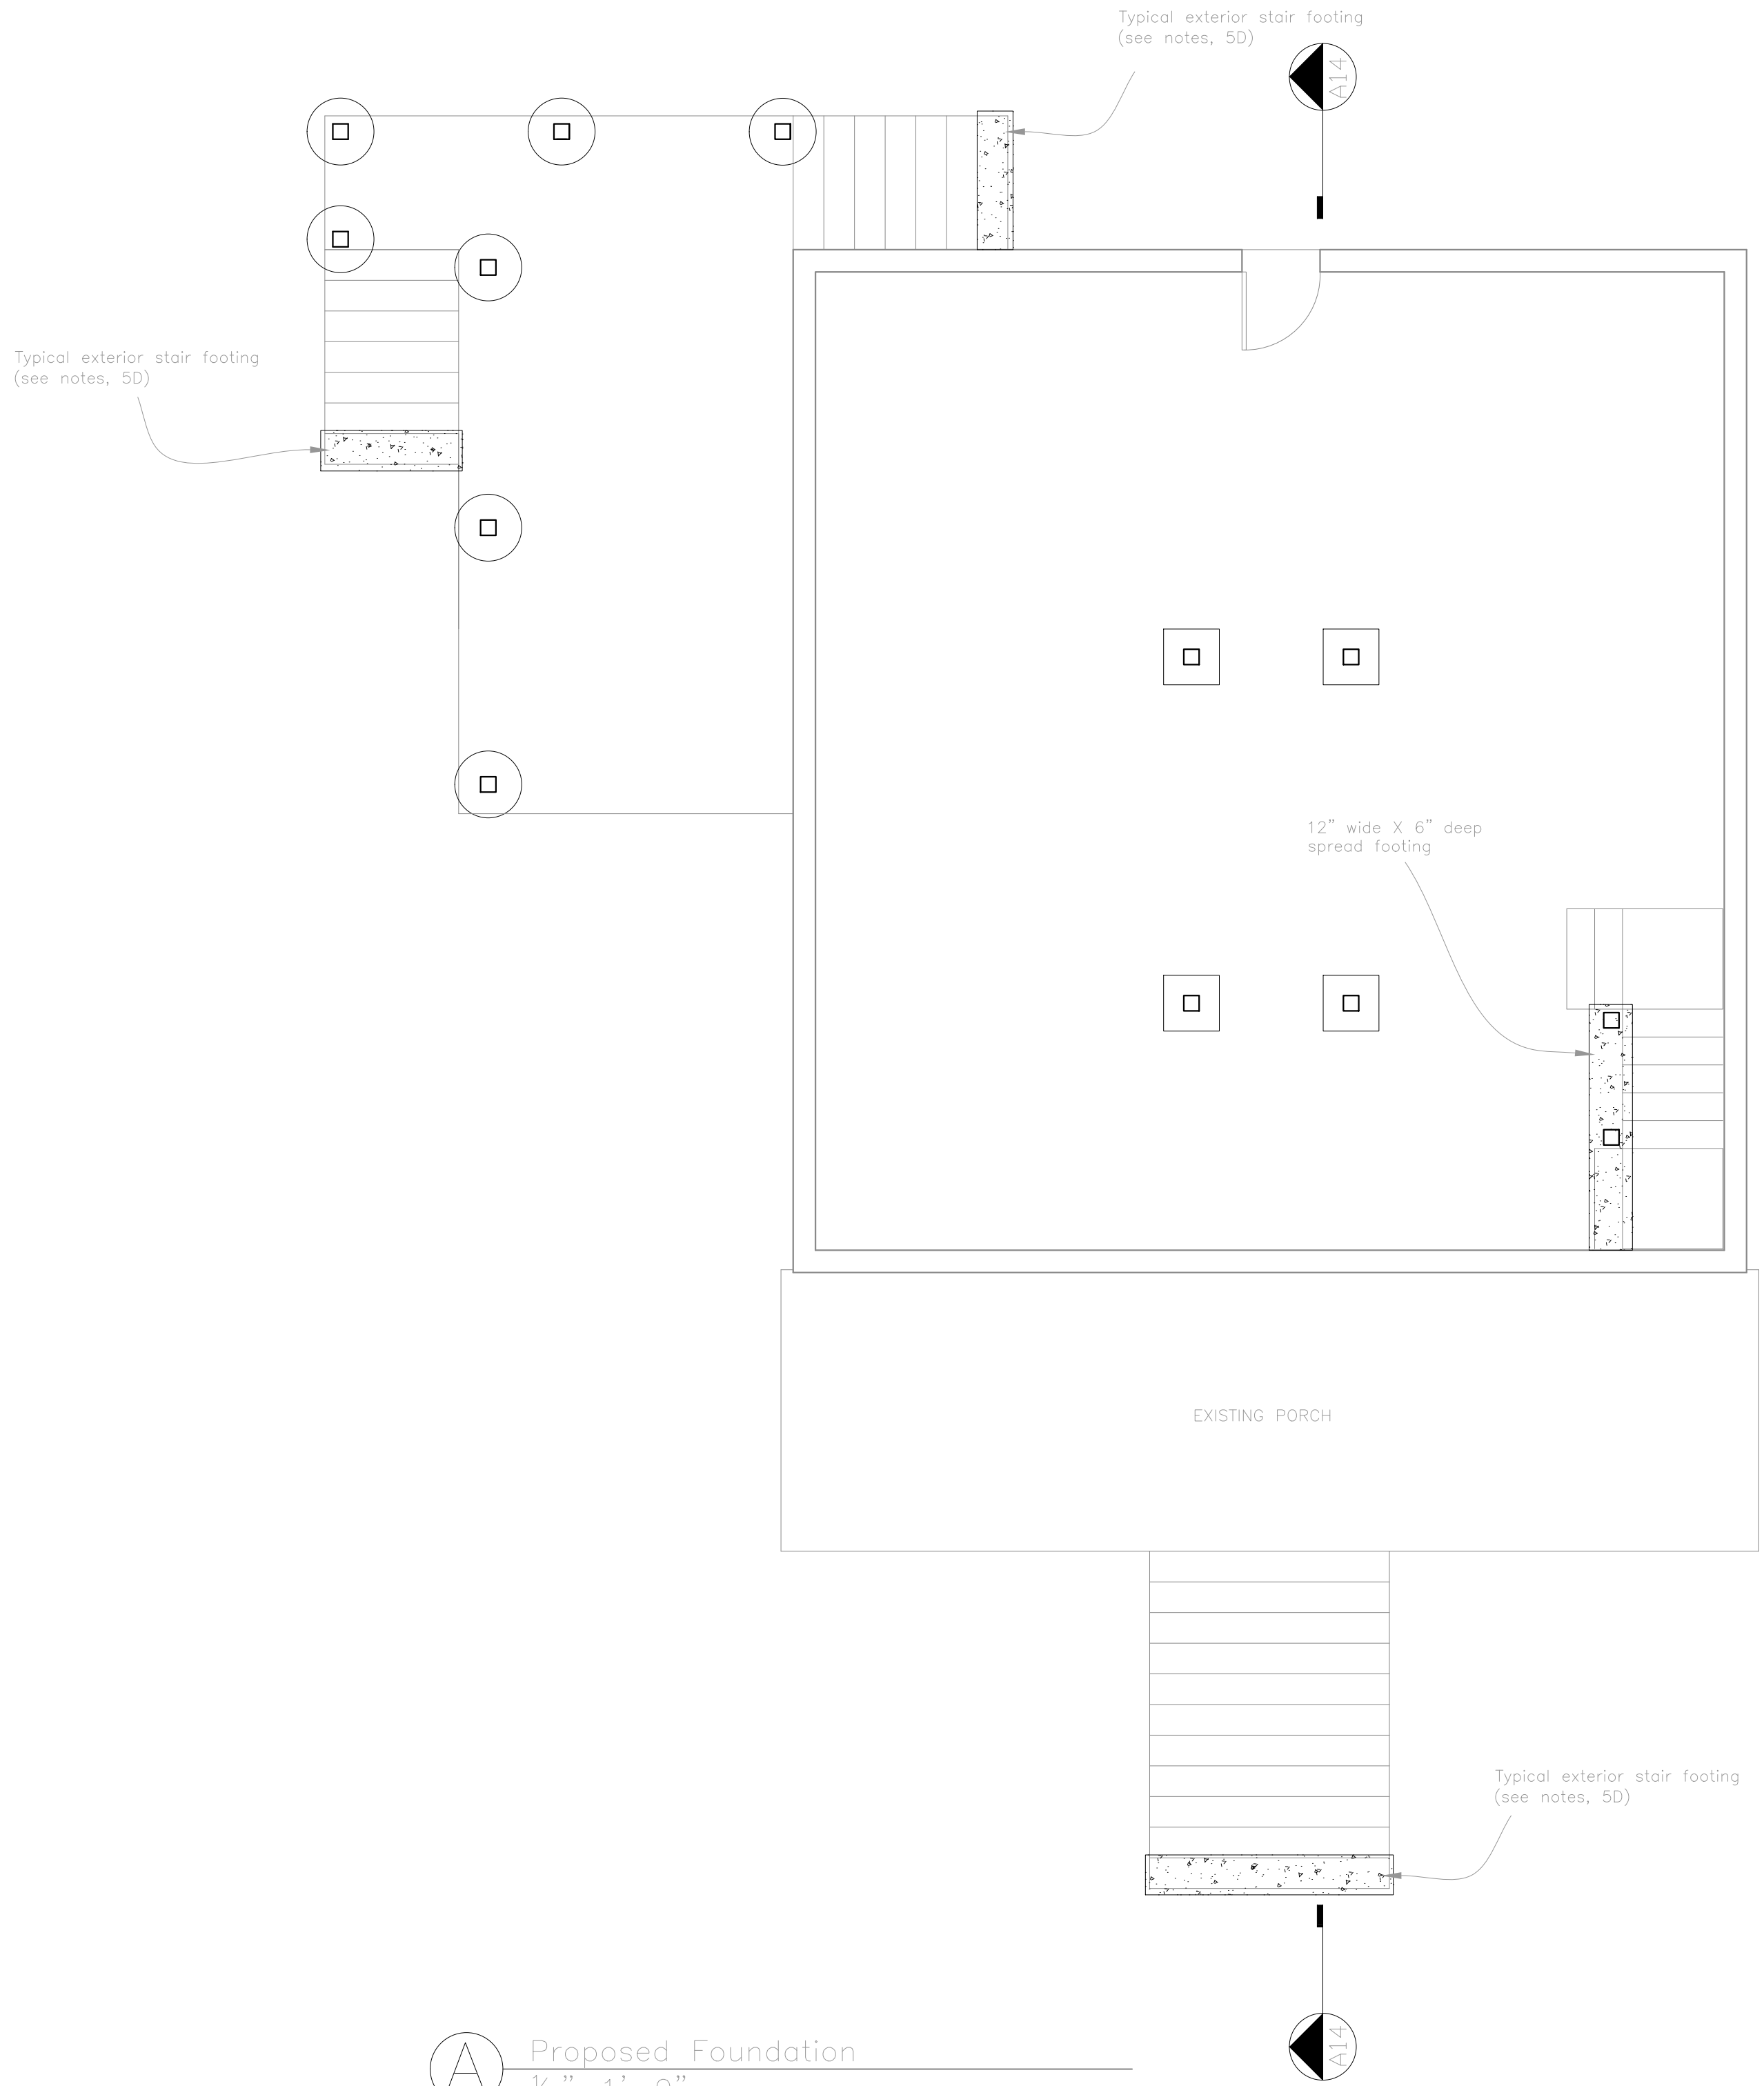 Typical exterior stair footing
(see notes, 5D)
A14
Typical exterior stair footing
(see notes, 5D)
12" wide X 6" deep
spread footing
EXISTING PORCH
Typical exterior stair footing
(see notes, 5D)
A14
A
Proposed Foundation